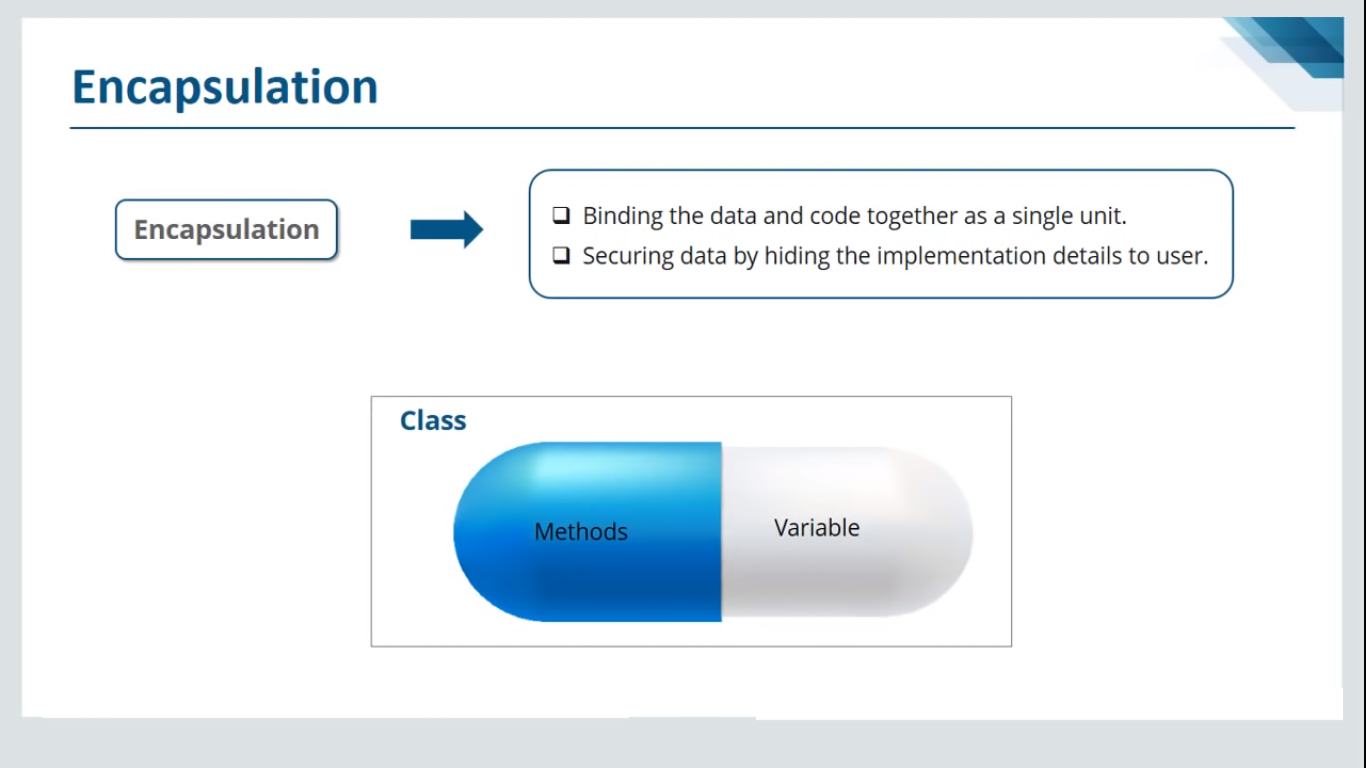 Encapsulation
Encapsulation
❑ Binding the data and code together as a single unit.
❑ Securing data by hiding the implementation details to user.
Class
Methods
Variable